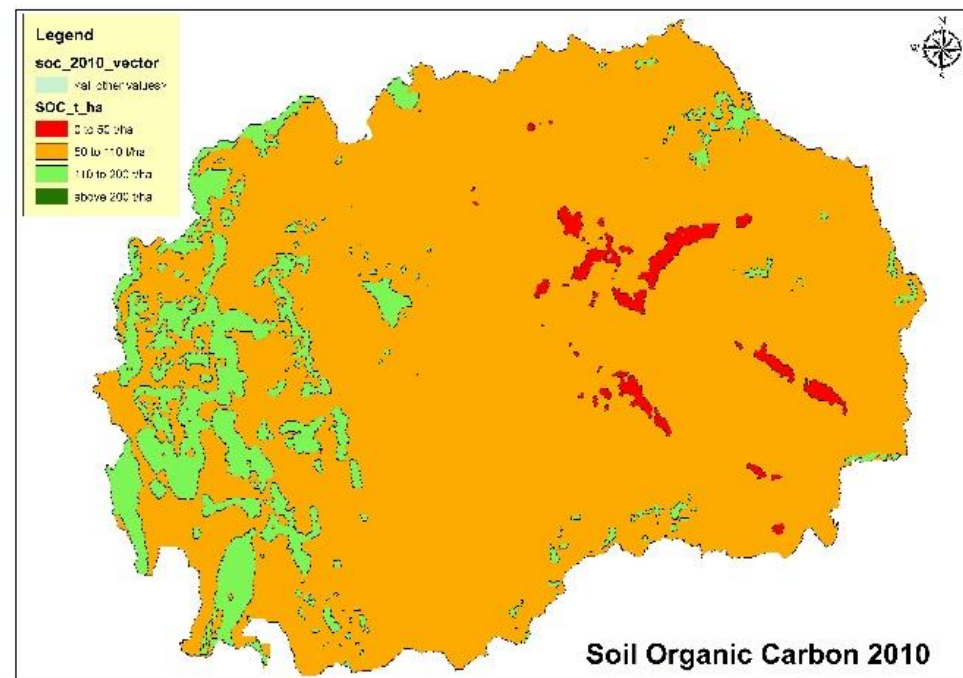 Legend
soc_2010_vector
<all other values>
SOC_t_ha
0 to 50 t/ha
50 to 110 t/ha
110 to 200 t/ha
above 200 t/ha
N
W
E
S
Soil Organic Carbon 2010